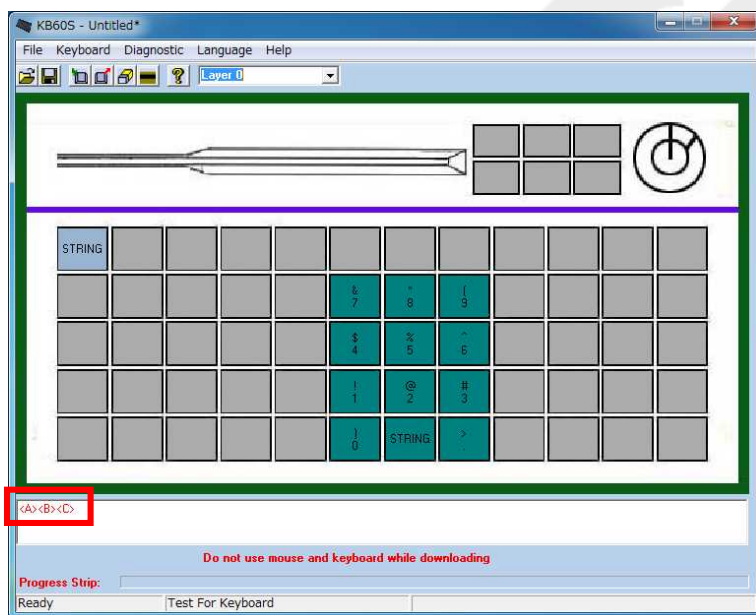 KB60S - Untitled*
File Keyboard Diagnostic Language Help
Layer 0
STRING
& * (
7 8 9
$ % ^
4 5 6
! @ #
1 2 3
) STRING >
0 .
<A><B><C>
Do not use mouse and keyboard while downloading
Progress Strip:
Ready Test For Keyboard